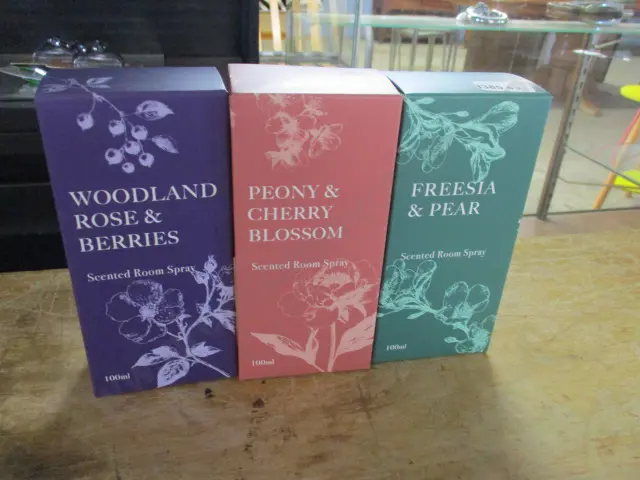 WOODLAND
ROSE &
BERRIES
Scented Room Spray
100ml
PEONY &
CHERRY
BLOSSOM
Scented Room Spray
100ml
FREESIA
& PEAR
Scented Room Spray
100ml